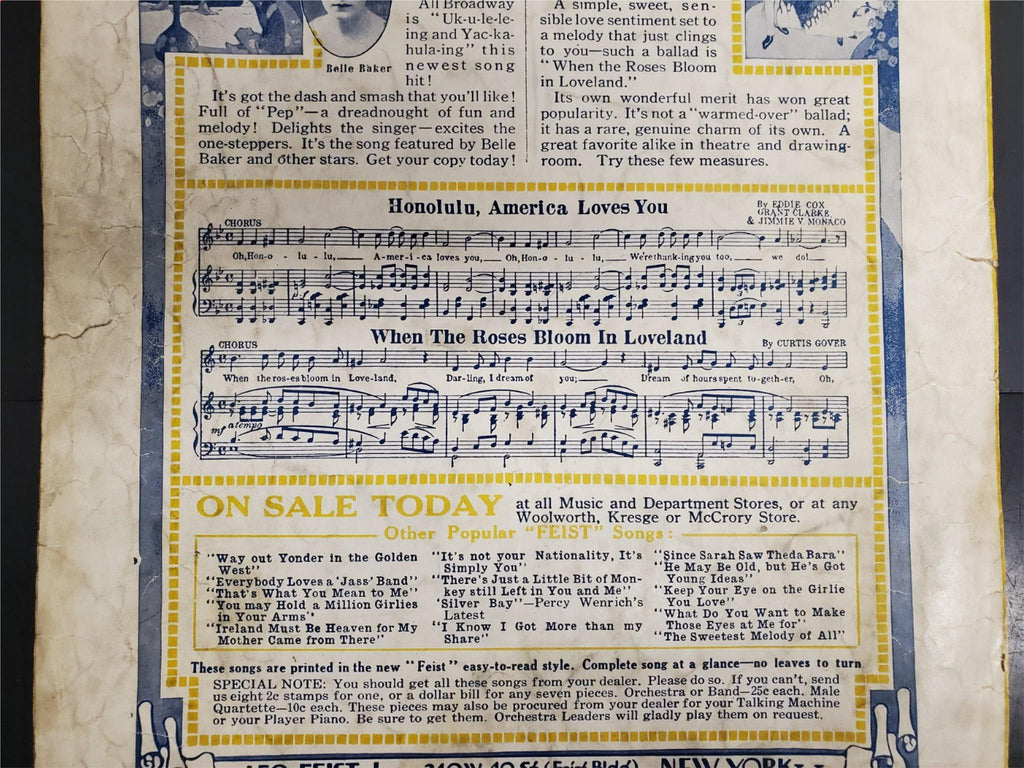 All Broadway
is "Uk-u-le-le-
ing and Yac-ka-
hula-ing" this
newest song
hit!
Belle Baker
It's got the dash and smash that you'll like!
Full of "Pep"—a dreadnought of fun and
melody! Delights the singer—excites the
one-steppers. It's the song featured by Belle
Baker and other stars. Get your copy today!
A simple, sweet, sen-
sible love sentiment set to
a melody that just clings
to you—such a ballad is
"When the Roses Bloom
in Loveland."
Its own wonderful merit has won great
popularity. It's not a "warmed-over" ballad;
it has a rare, genuine charm of its own. A
great favorite alike in theatre and drawing-
room. Try these few measures.
Honolulu, America Loves You
By EDDIE COX
GRANT CLARKE
& JIMMIE V. MONACO
CHORUS
Oh, Hon-o-lu-lu,___ A-mer-i-ca loves you,___ Oh, Hon-o-lu-lu,___ We're thank-ing you too,___ we do!___
3
When The Roses Bloom In Loveland
By CURTIS GOVER
CHORUS
When the ros-es bloom in Love-land, Dar-ling, I dream of you;___ Dream of hours spent to-geth-er, Oh,
mf a tempo
ON SALE TODAY at all Music and Department Stores, or at any
Woolworth, Kresge or McCrory Store.
Other Popular "FEIST" Songs:
"Way out Yonder in the Golden
West"
"Everybody Loves a 'Jass' Band"
"That's What You Mean to Me"
"You may Hold a Million Girlies
in Your Arms"
"Ireland Must Be Heaven for My
Mother Came from There"
"It's not your Nationality, It's
Simply You"
"There's Just a Little Bit of Mon-
key still Left in You and Me"
"Silver Bay"—Percy Wenrich's
Latest
"I Know I Got More than my
Share"
"Since Sarah Saw Theda Bara"
"He May Be Old, but He's Got
Young Ideas"
"Keep Your Eye on the Girlie
You Love"
"What Do You Want to Make
Those Eyes at Me for"
"The Sweetest Melody of All"
These songs are printed in the new "Feist" easy-to-read style. Complete song at a glance—no leaves to turn
SPECIAL NOTE: You should get all these songs from your dealer. Please do so. If you can't, send
us eight 2c stamps for one, or a dollar bill for any seven pieces. Orchestra or Band—25c each. Male
Quartette—10c each. These pieces may also be procured from your dealer for your Talking Machine
or your Player Piano. Be sure to get them. Orchestra Leaders will gladly play them on request.
LEO FEIST 240 W. 40 St. (Feist Bldg) NEW YORK